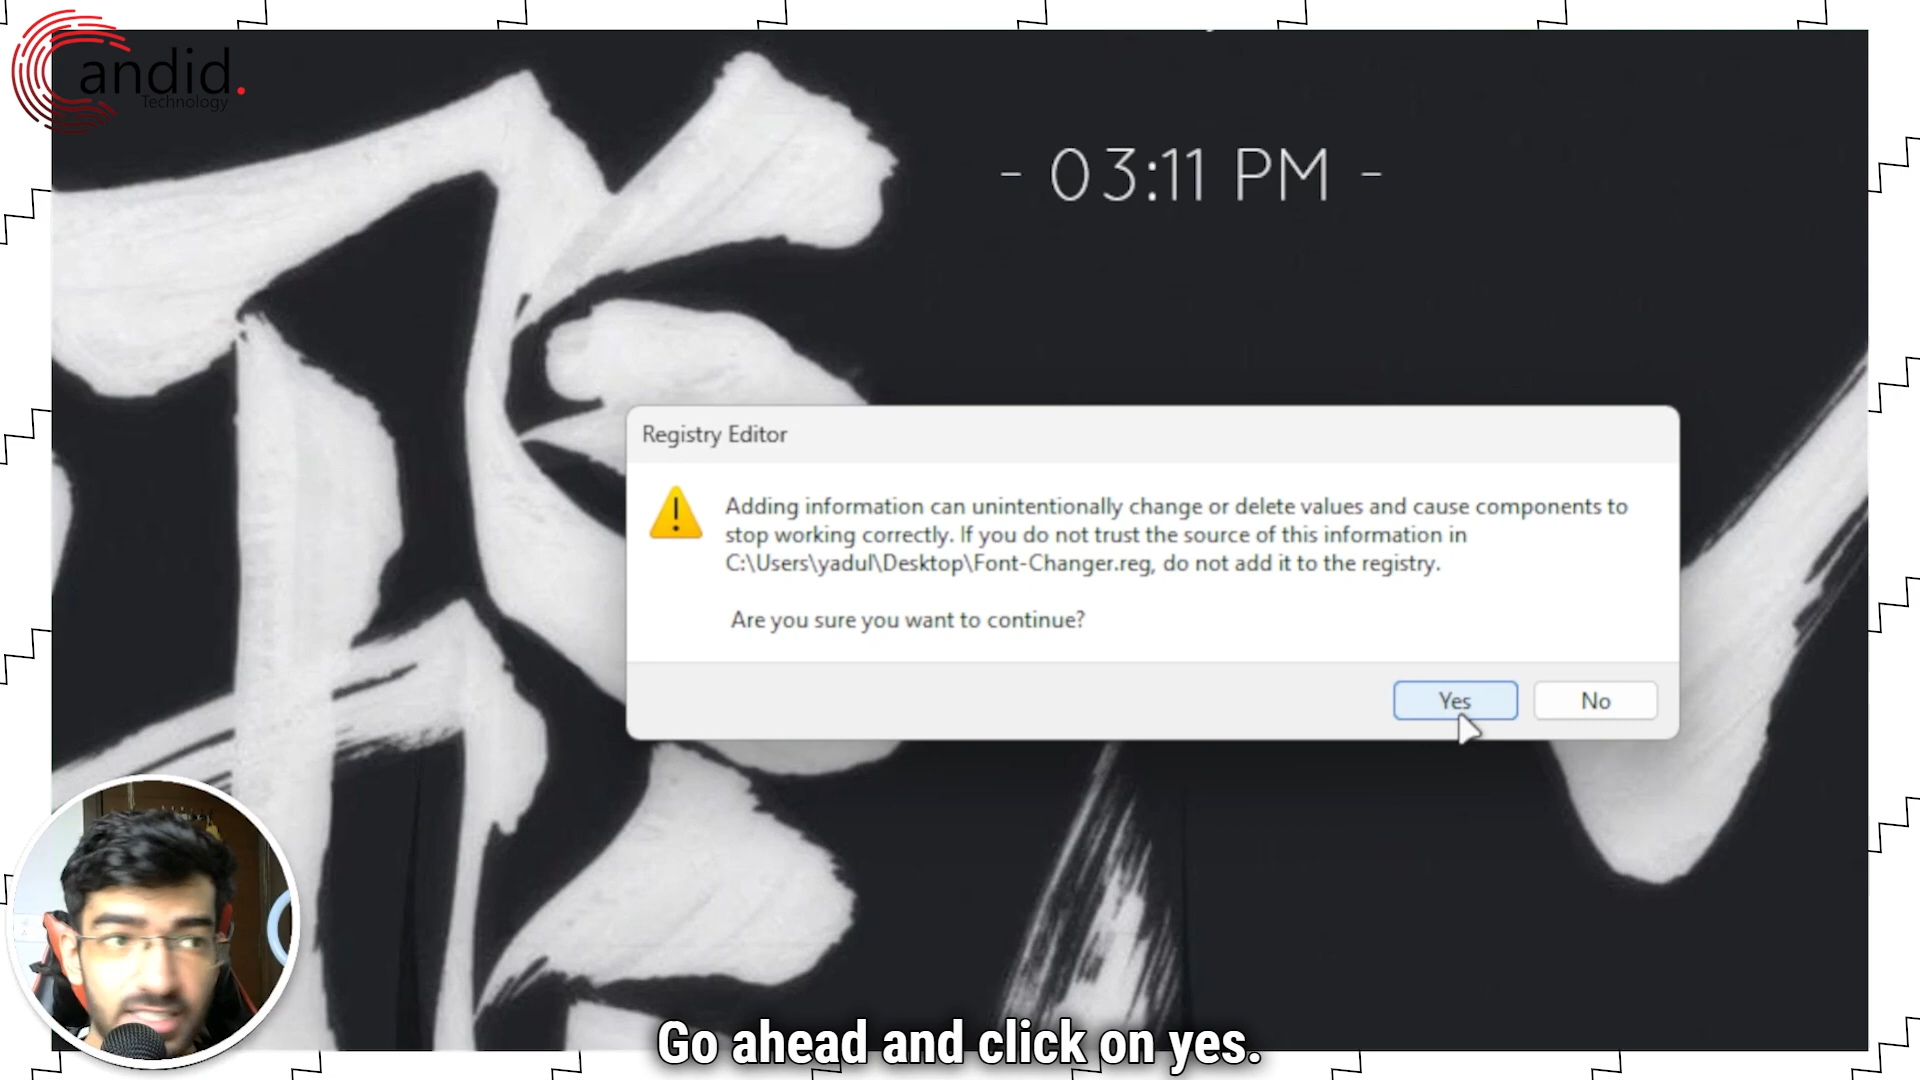 andid.
Technology
- 03:11 PM -
Registry Editor
Adding information can unintentionally change or delete values and cause components to
stop working correctly. If you do not trust the source of this information in
C:\Users\yadul\Desktop\Font-Changer.reg, do not add it to the registry.
Are you sure you want to continue?
Yes
No
Go ahead and click on yes.